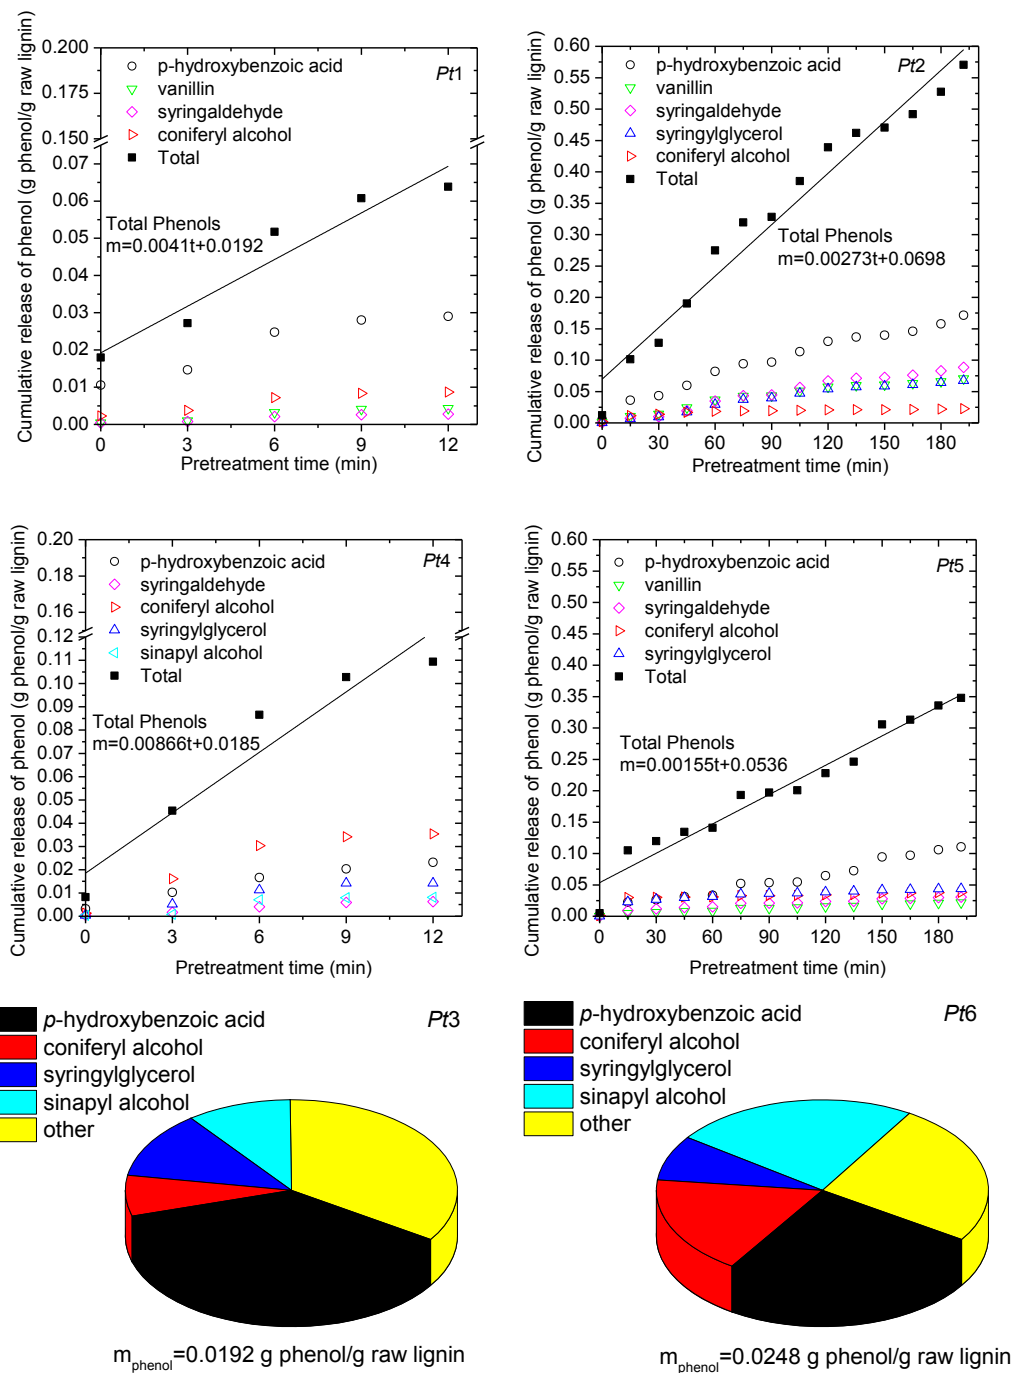 Pt1
p-hydroxybenzoic acid
vanillin
syringaldehyde
coniferyl alcohol
Total
Total Phenols
m=0.0041t+0.0192
Cumulative release of phenol (g phenol/g raw lignin)
0.200
0.175
0.150
0.07
0.06
0.05
0.04
0.03
0.02
0.01
0.00
0 3 6 9 12
Pretreatment time (min)
Pt2
p-hydroxybenzoic acid
vanillin
syringaldehyde
syringylglycerol
coniferyl alcohol
Total
Total Phenols
m=0.00273t+0.0698
Cumulative release of phenol (g phenol/g raw lignin)
0.60
0.55
0.50
0.45
0.40
0.35
0.30
0.25
0.20
0.15
0.10
0.05
0.00
0 30 60 90 120 150 180
Pretreatment time (min)
Pt4
p-hydroxybenzoic acid
syringaldehyde
coniferyl alcohol
syringylglycerol
sinapyl alcohol
Total
Total Phenols
m=0.00866t+0.0185
Cumulative release of phenol (g phenol/g raw lignin)
0.20
0.18
0.16
0.14
0.12
0.11
0.10
0.09
0.08
0.07
0.06
0.05
0.04
0.03
0.02
0.01
0.00
0 3 6 9 12
Pretreatment time (min)
Pt5
p-hydroxybenzoic acid
vanillin
syringaldehyde
coniferyl alcohol
syringylglycerol
Total
Total Phenols
m=0.00155t+0.0536
Cumulative release of phenol (g phenol/g raw lignin)
0.60
0.55
0.50
0.45
0.40
0.35
0.30
0.25
0.20
0.15
0.10
0.05
0.00
0 30 60 90 120 150 180
Pretreatment time (min)
Pt3
p-hydroxybenzoic acid
coniferyl alcohol
syringylglycerol
sinapyl alcohol
other
m_phenol=0.0192 g phenol/g raw lignin
Pt6
p-hydroxybenzoic acid
coniferyl alcohol
syringylglycerol
sinapyl alcohol
other
m_phenol=0.0248 g phenol/g raw lignin